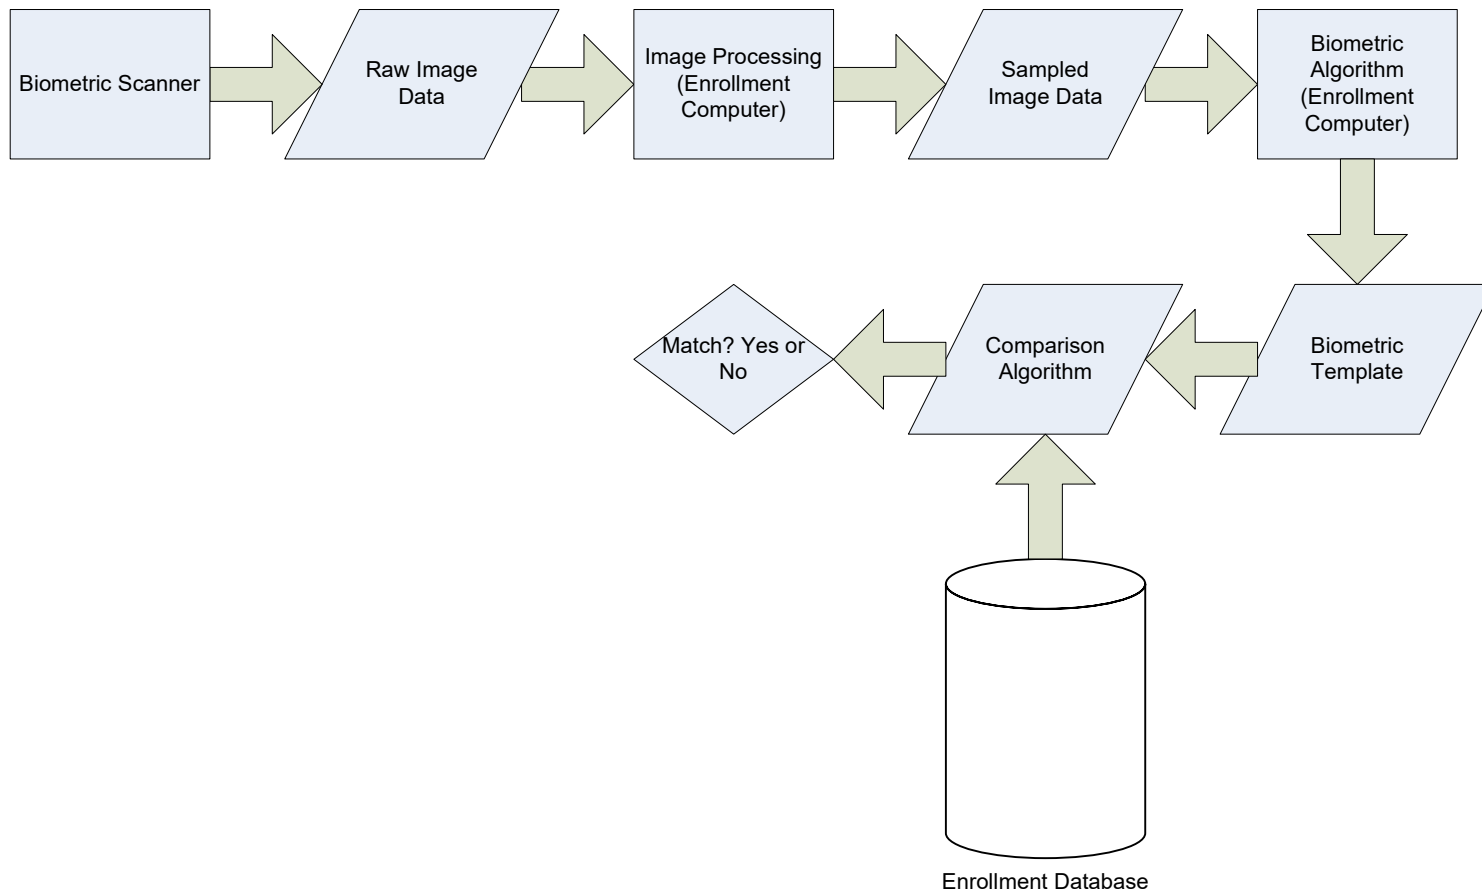 Biometric Scanner
Raw Image
Data
Image Processing
(Enrollment
Computer)
Sampled
Image Data
Biometric
Algorithm
(Enrollment
Computer)
Match? Yes or
No
Comparison
Algorithm
Biometric
Template
Enrollment Database